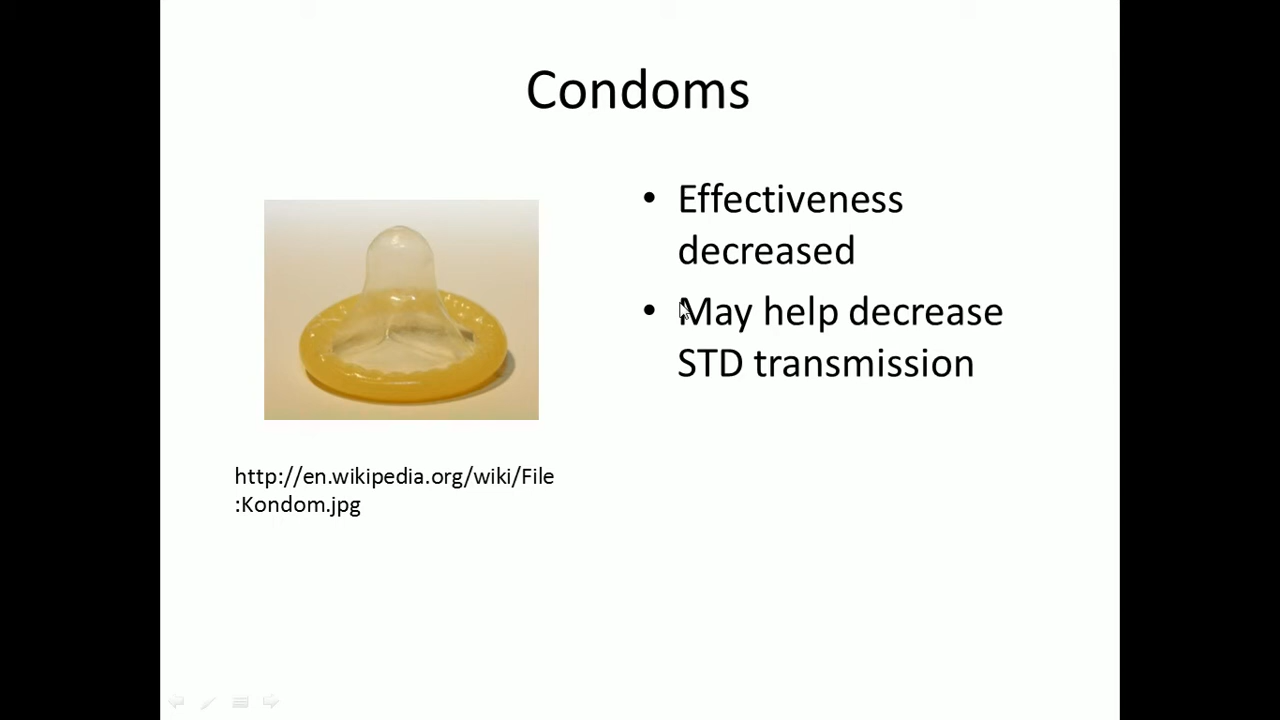 Condoms
• Effectiveness
decreased
• May help decrease
STD transmission
http://en.wikipedia.org/wiki/File
:Kondom.jpg